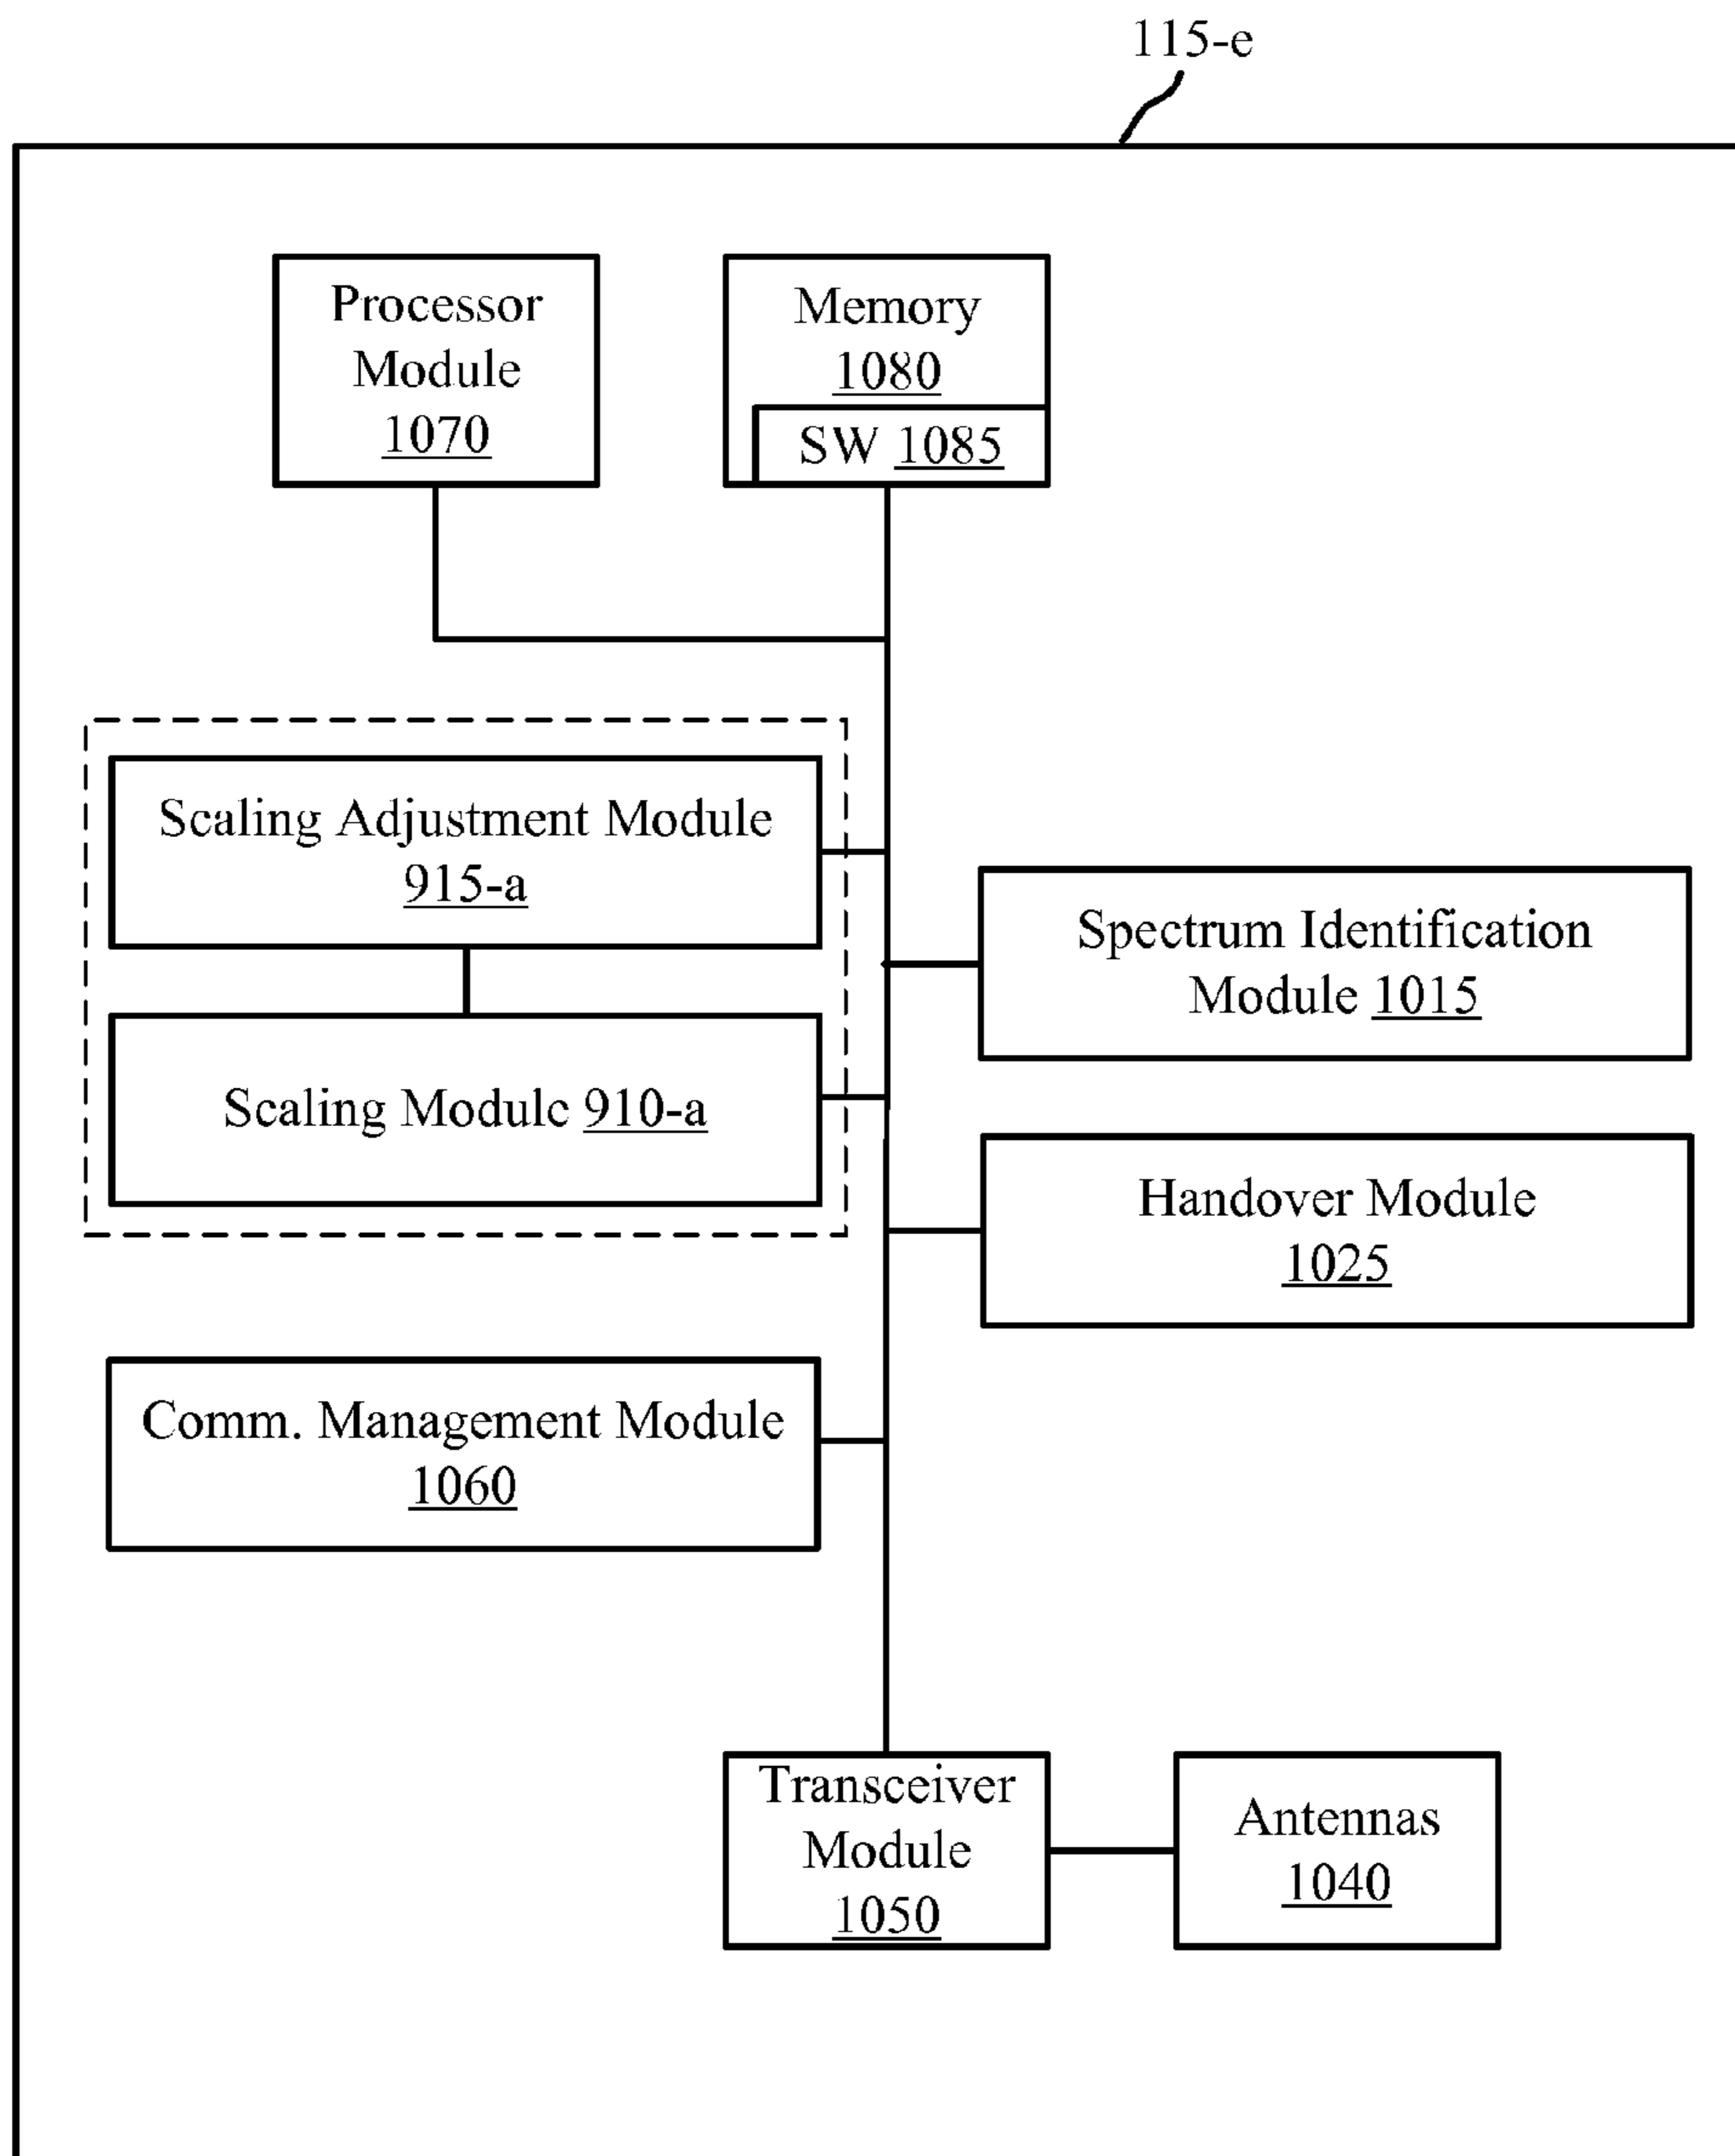 115-e
Processor
Module
1070
Memory
1080
SW 1085
Scaling Adjustment Module
915-a
Spectrum Identification
Module 1015
Scaling Module 910-a
Handover Module
1025
Comm. Management Module
1060
Transceiver
Module
1050
Antennas
1040